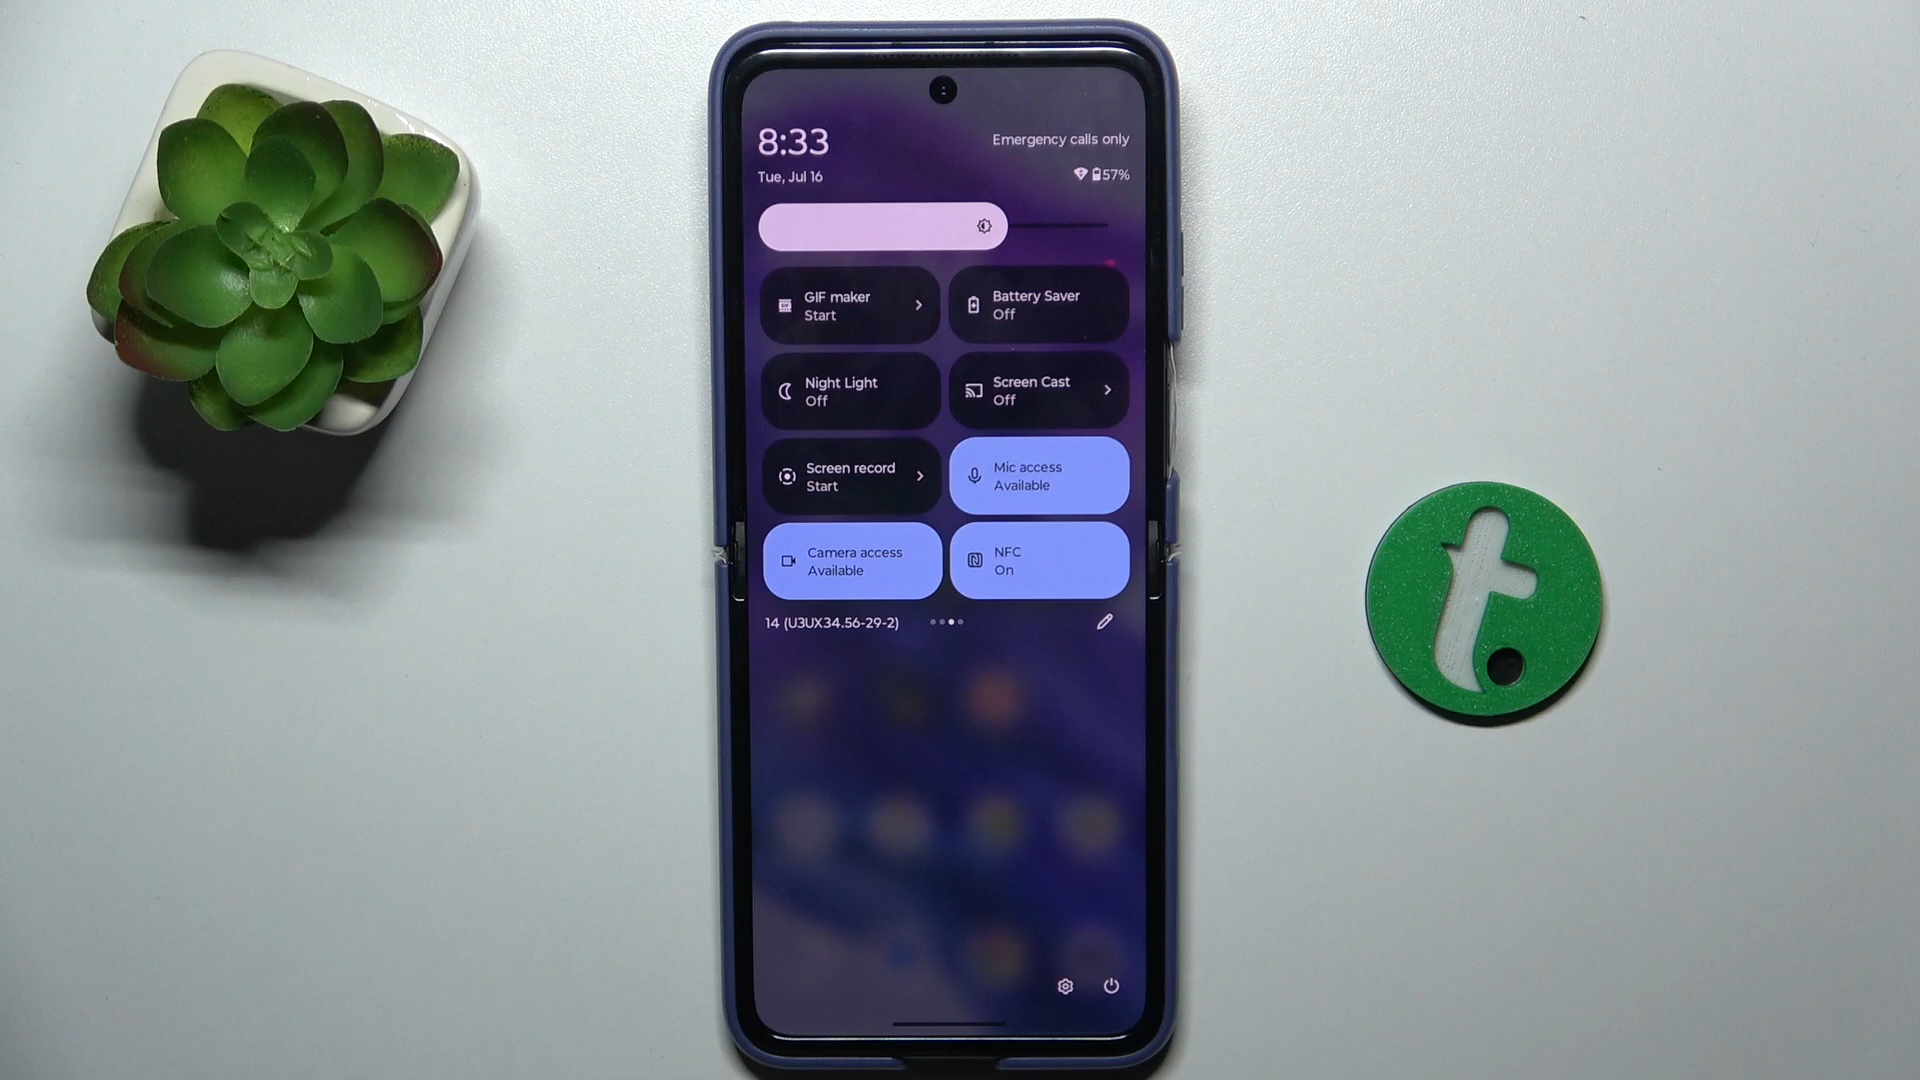 8:33
Emergency calls only
Tue, Jul 16
57%
GIF maker
Start
Battery Saver
Off
Night Light
Off
Screen Cast
Off
Screen record
Start
Mic access
Available
Camera access
Available
NFC
On
14 (U3UX34.56-29-2)
t